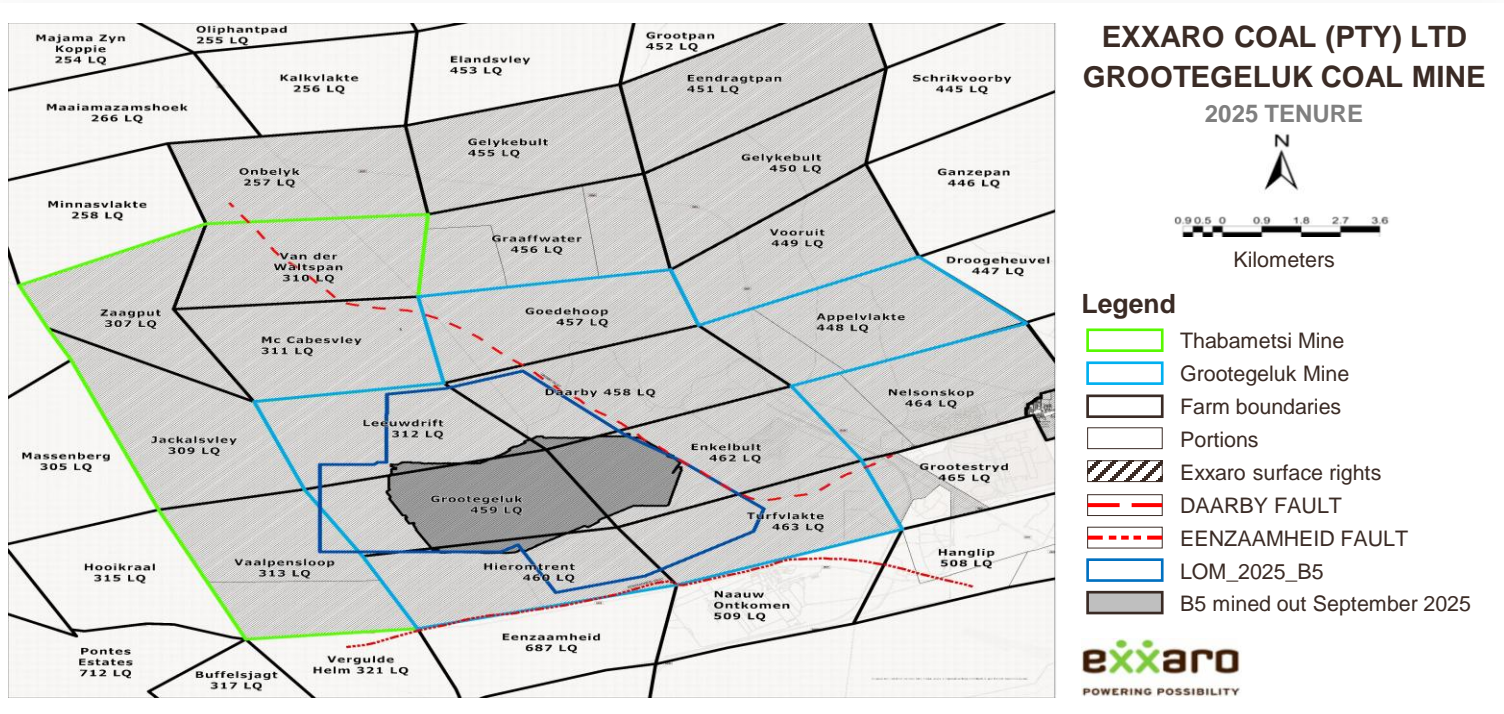 Majama Zyn
Koppie
254 LQ
Oliphantpad
255 LQ
Grootpan
452 LQ
Elandsvley
453 LQ
Kalkvlakte
256 LQ
Eendragtpan
451 LQ
Schrikvoorby
445 LQ
Maaiamazamshoek
266 LQ
Gelykebult
455 LQ
Gelykebult
450 LQ
Onbelyk
257 LQ
Ganzepan
446 LQ
Minnasvlakte
258 LQ
Vooruit
449 LQ
Graaffwater
456 LQ
Van der
Waltspan
310 LQ
Droogeheuvel
447 LQ
Zaagput
307 LQ
Goedehoop
457 LQ
Appelvlakte
448 LQ
Mc Cabesvley
311 LQ
Daarby 458 LQ
Nelsonskop
464 LQ
Leeuwdrift
312 LQ
Jackalsvley
309 LQ
Massenberg
305 LQ
Enkelbult
462 LQ
Grootestryd
465 LQ
Grootegeluk
459 LQ
Turfvlakte
463 LQ
Hanglip
508 LQ
Hooikraal
315 LQ
Vaalpensloop
313 LQ
Hieromtrent
460 LQ
Naauw
Ontkomen
509 LQ
Eenzaamheid
687 LQ
Pontes
Estates
712 LQ
Buffelsjagt
317 LQ
Vergulde
Helm 321 LQ
EXXARO COAL (PTY) LTD
GROOTEGELUK COAL MINE
2025 TENURE
N
0.9 0.5 0 0.9 1.8 2.7 3.6
Kilometers
Legend
Thabametsi Mine
Grootegeluk Mine
Farm boundaries
Portions
Exxaro surface rights
DAARBY FAULT
EENZAAMHEID FAULT
LOM_2025_B5
B5 mined out September 2025
exxaro
POWERING POSSIBILITY